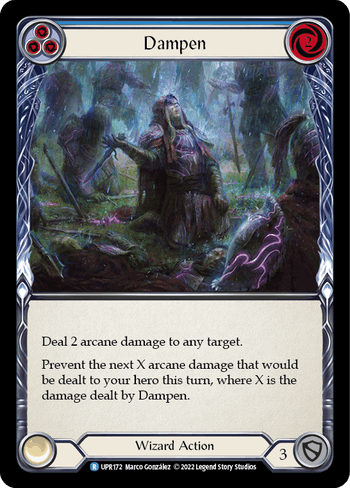 Dampen
Deal 2 arcane damage to any target.
Prevent the next X arcane damage that would
be dealt to your hero this turn, where X is the
damage dealt by Dampen.
Wizard Action
3
R UPR172 Marco González © 2022 Legend Story Studios